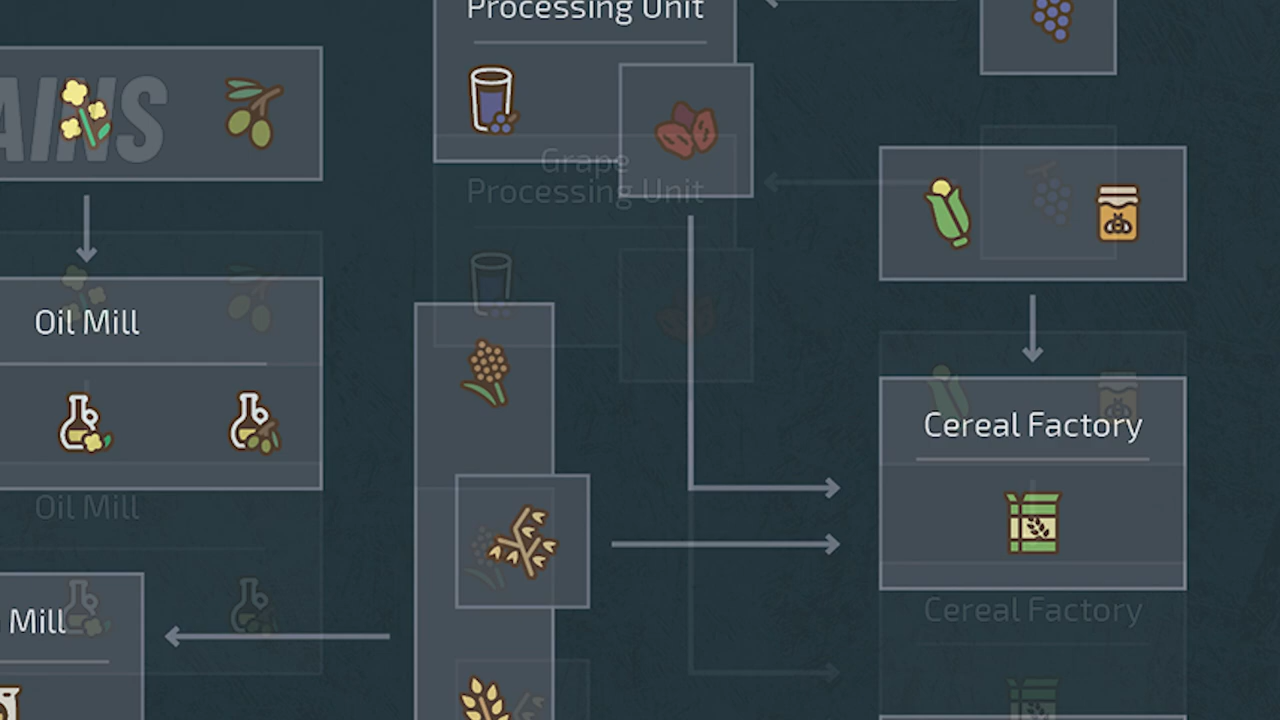 Processing Unit
AINS
Grape
Processing Unit
Oil Mill
Cereal Factory
Oil Mill
Cereal Factory
Mill